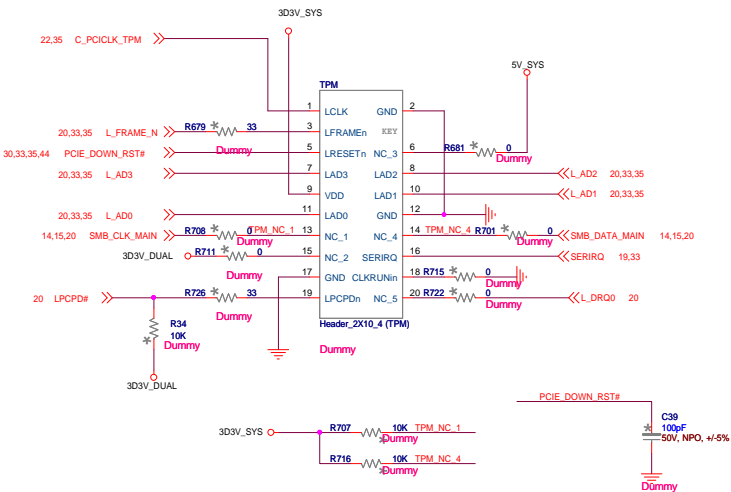 3D3V_SYS
22,35 C_PCICLK_TPM
5V_SYS
TPM
1 LCLK GND 2
20,33,35 L_FRAME_N R679 * 33 3 LFRAMEn KEY
Dummy
30,33,35,44 PCIE_DOWN_RST# 5 LRESETn NC_3 6 R681 * 0
Dummy
20,33,35 L_AD3 7 LAD3 LAD2 8 L_AD2 20,33,35
9 VDD LAD1 10 L_AD1 20,33,35
20,33,35 L_AD0 11 LAD0 GND 12
14,15,20 SMB_CLK_MAIN R708 * 0 TPM_NC_1 13 NC_1 NC_4 14 TPM_NC_4 R701 * 0 SMB_DATA_MAIN 14,15,20
Dummy Dummy
3D3V_DUAL R711 * 0 15 NC_2 SERIRQ 16 SERIRQ 19,33
Dummy
17 GND CLKRUNin 18 R715 * 0
Dummy
20 LPCPD# R726 * 33 19 LPCPDn NC_5 20 R722 * 0 L_DRQ0 20
Dummy Dummy
R34
10K
* Dummy
Header_2X10_4 (TPM)
Dummy
3D3V_DUAL
PCIE_DOWN_RST#
3D3V_SYS R707 10K TPM_NC_1
* Dummy
R716 10K TPM_NC_4
* Dummy
C39
100pF
* 50V, NPO, +/-5%
Dummy